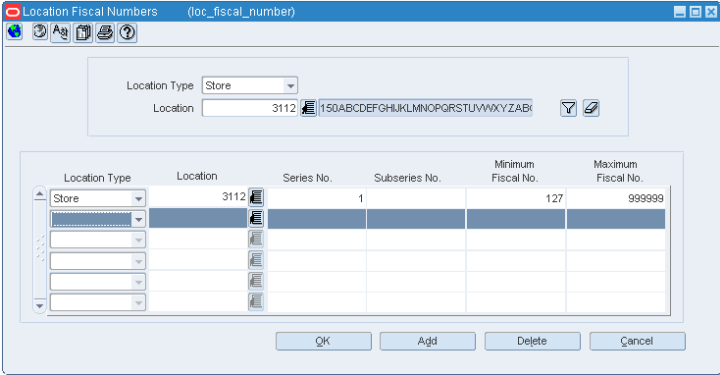 Location Fiscal Numbers (loc_fiscal_number)
Location Type Store
Location 3112 150ABCDEFGHIJKLMNOPQRSTUVWXYZAB
Location Type Location Series No. Subseries No. Minimum Fiscal No. Maximum Fiscal No.
Store 3112 1 127 999999
OK Add Delete Cancel